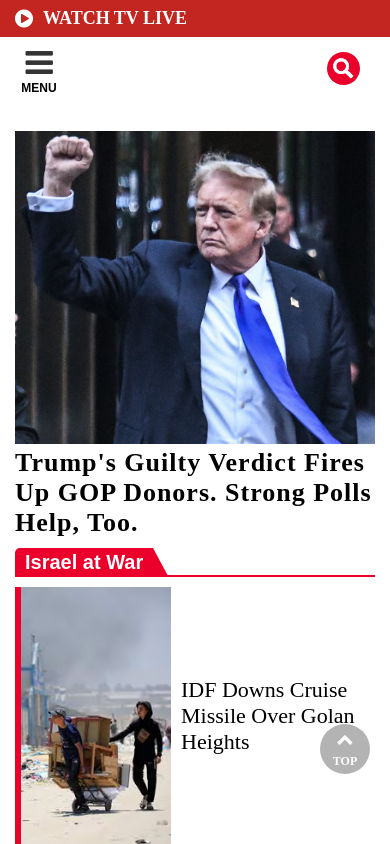 WATCH TV LIVE
MENU
Trump's Guilty Verdict Fires
Up GOP Donors. Strong Polls
Help, Too.
Israel at War
IDF Downs Cruise
Missile Over Golan
Heights
TOP